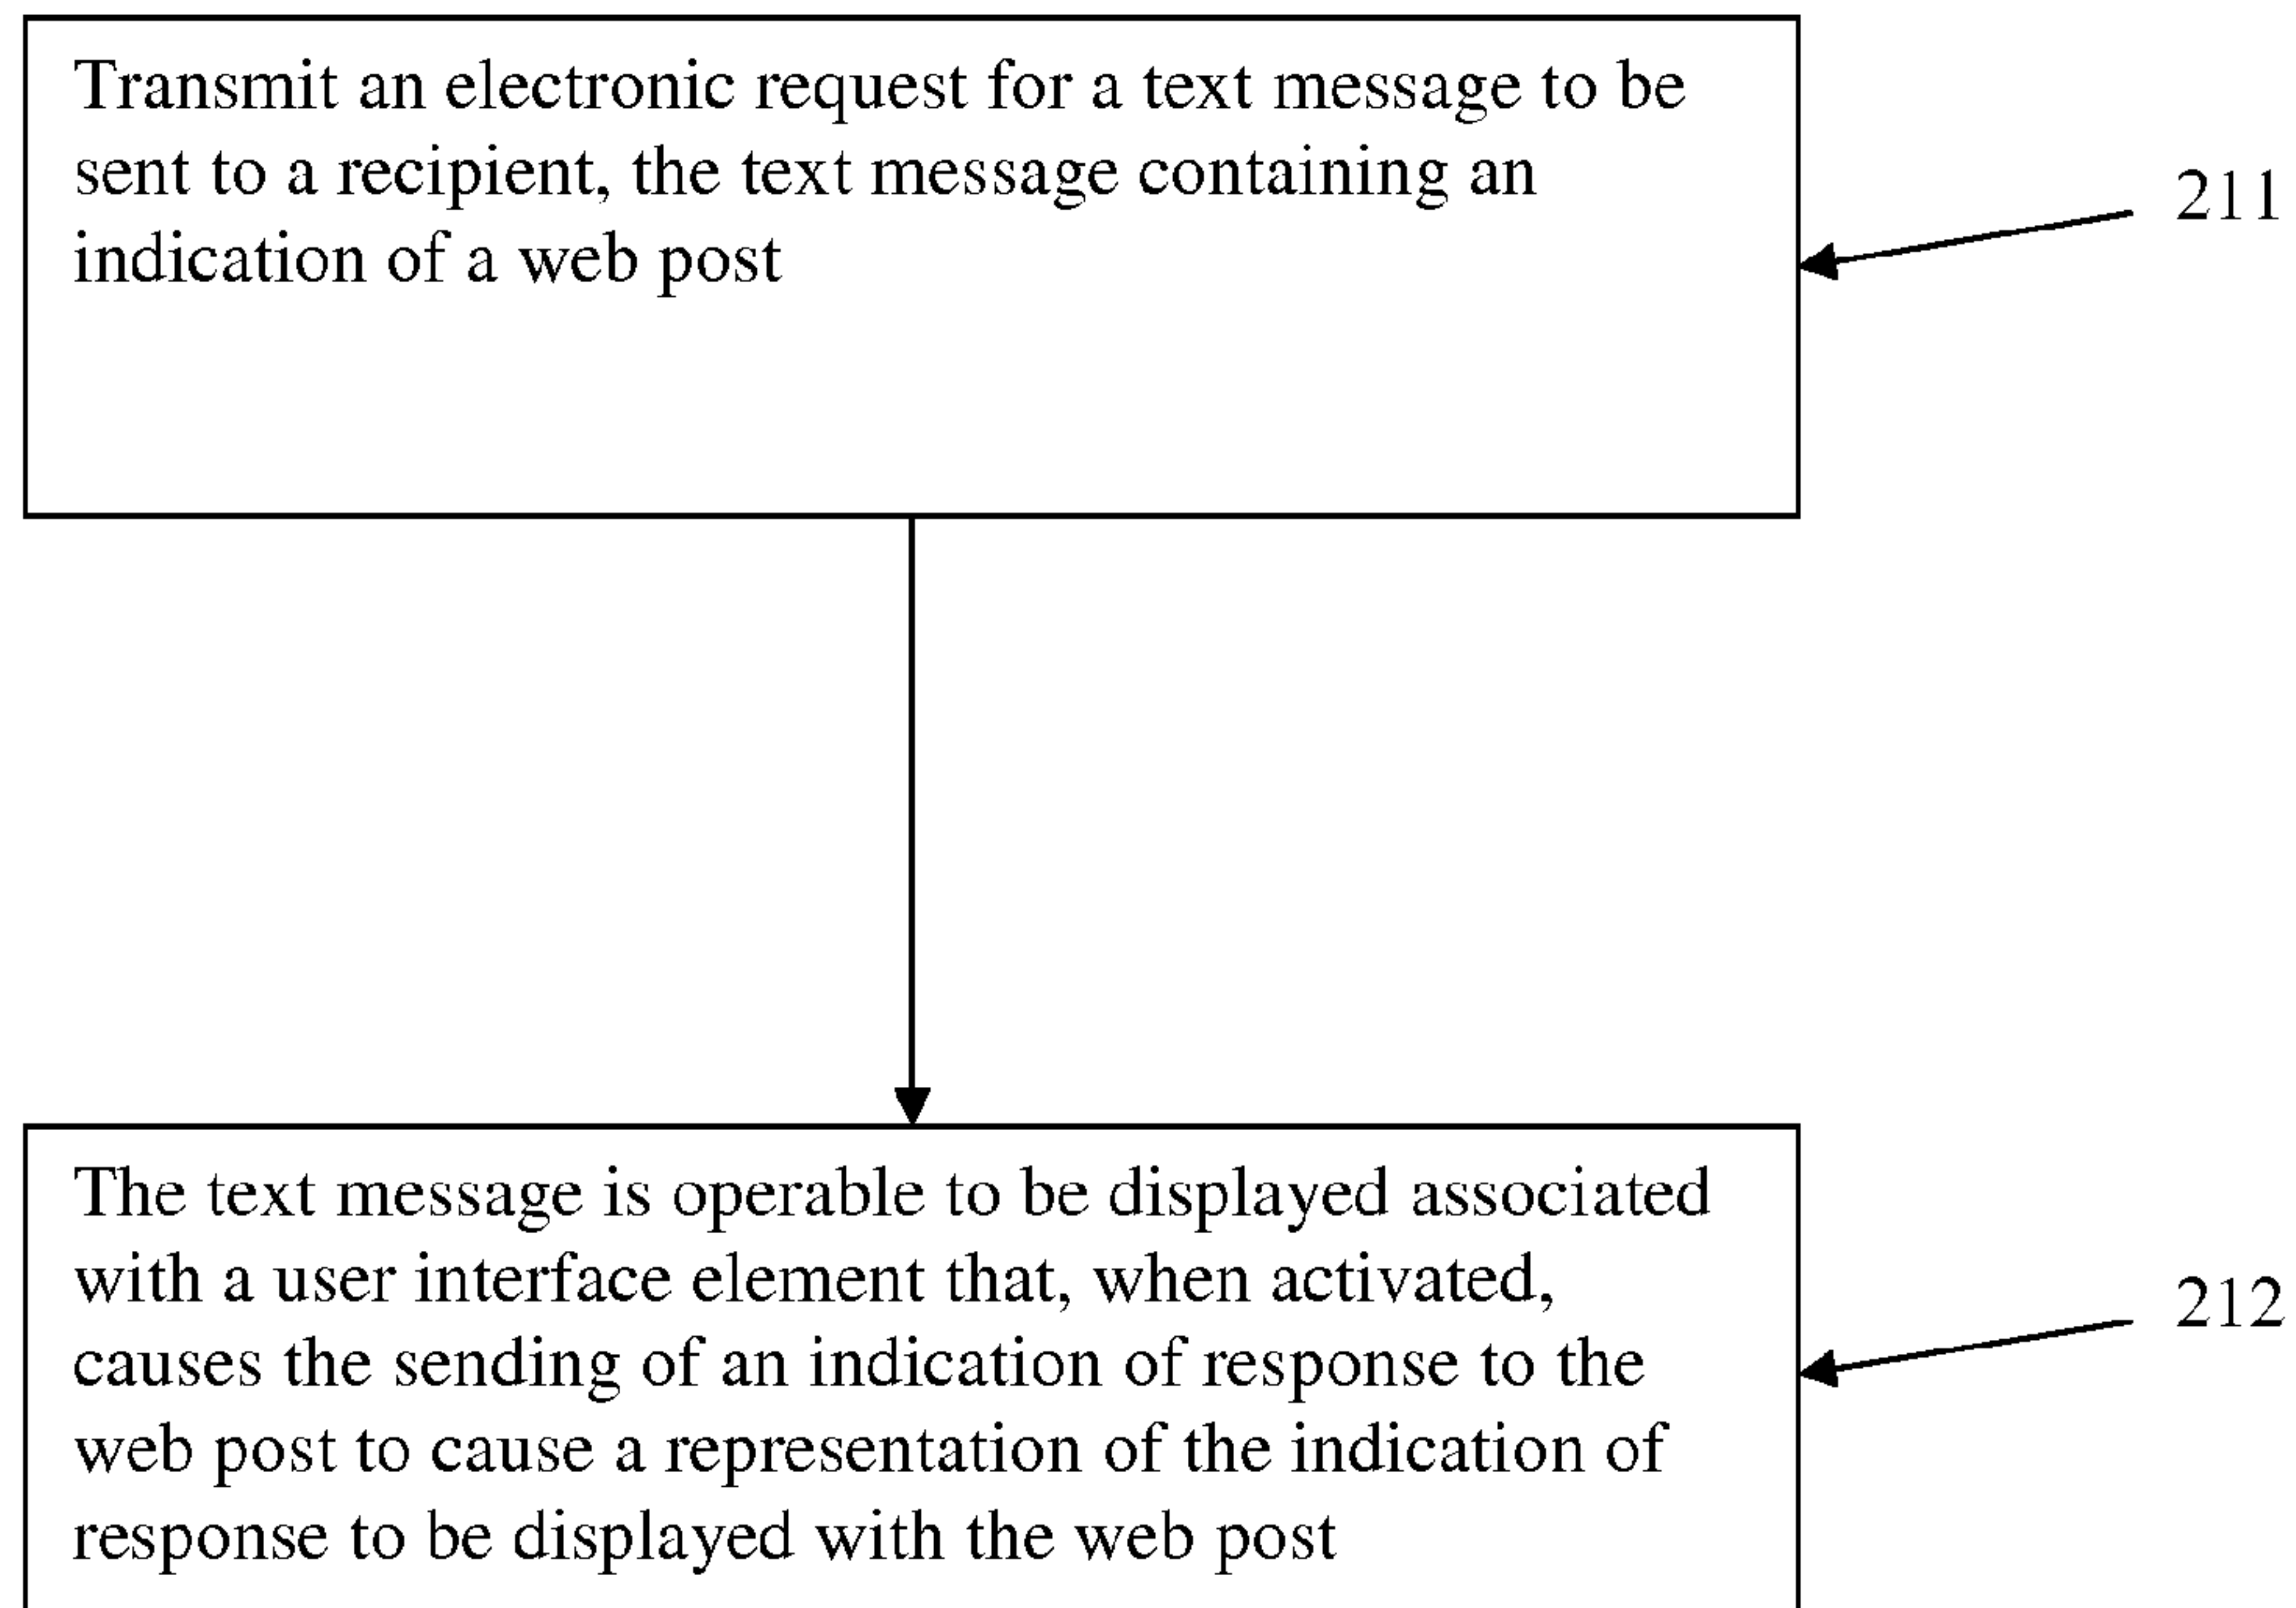 Transmit an electronic request for a text message to be
sent to a recipient, the text message containing an
indication of a web post
211
The text message is operable to be displayed associated
with a user interface element that, when activated,
causes the sending of an indication of response to the
web post to cause a representation of the indication of
response to be displayed with the web post
212